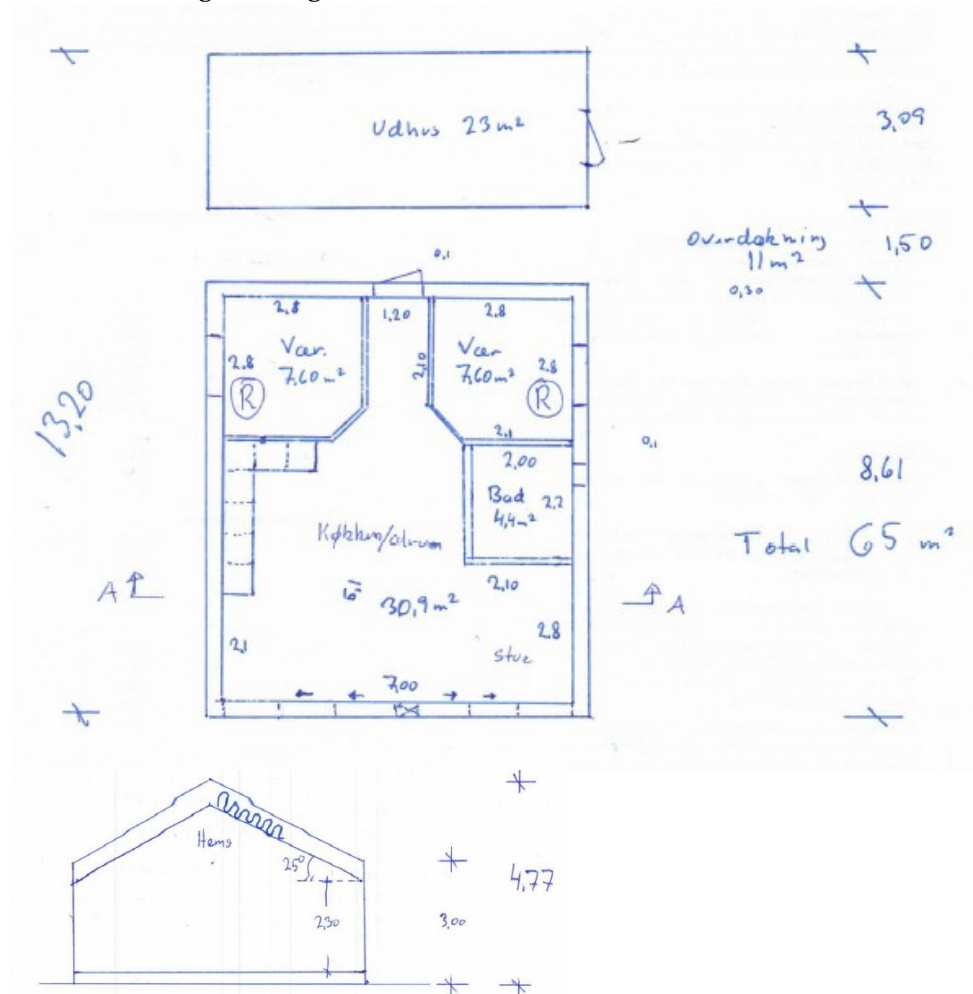 Udhus 23 m²
3,09
Overdækning
11 m²
1,50
0,30
0,1
2,8
1,20
2,8
Vær.
7,60 m²
2,8
R
2,10
Vær
7,60 m²
2,8
R
13,20
2,1
0,1
2,00
Bad
4,4 m²
2,2
8,61
Total 65 m²
Køkken/alrum
A
2,10
A
30,9 m²
2,1
2,8
Stue
7,00
Hems
25°
2,30
3,00
4,77